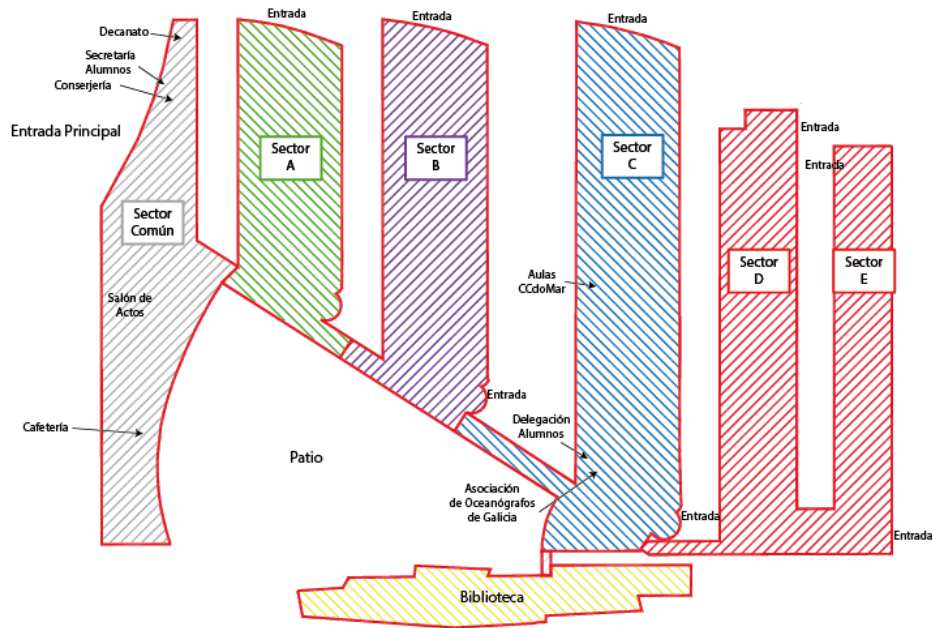 Entrada
Entrada
Entrada
Decanato
Secretaría
Alumnos
Conserjería
Entrada Principal
Sector
A
Sector
B
Sector
C
Entrada
Entrada
Sector
Común
Sector
D
Sector
E
Aulas
CCdoMar
Salón de
Actos
Entrada
Cafetería
Delegación
Alumnos
Patio
Asociación
de Oceanógrafos
de Galicia
Entrada
Entrada
Biblioteca